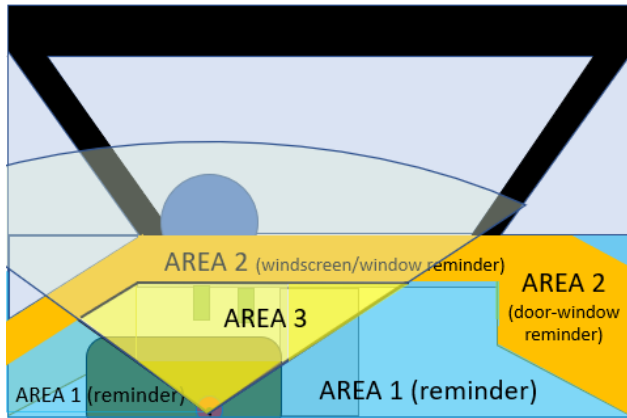 AREA 2 (windscreen/window reminder)
AREA 2
(door-window
reminder)
AREA 3
AREA 1 (reminder)
AREA 1 (reminder)